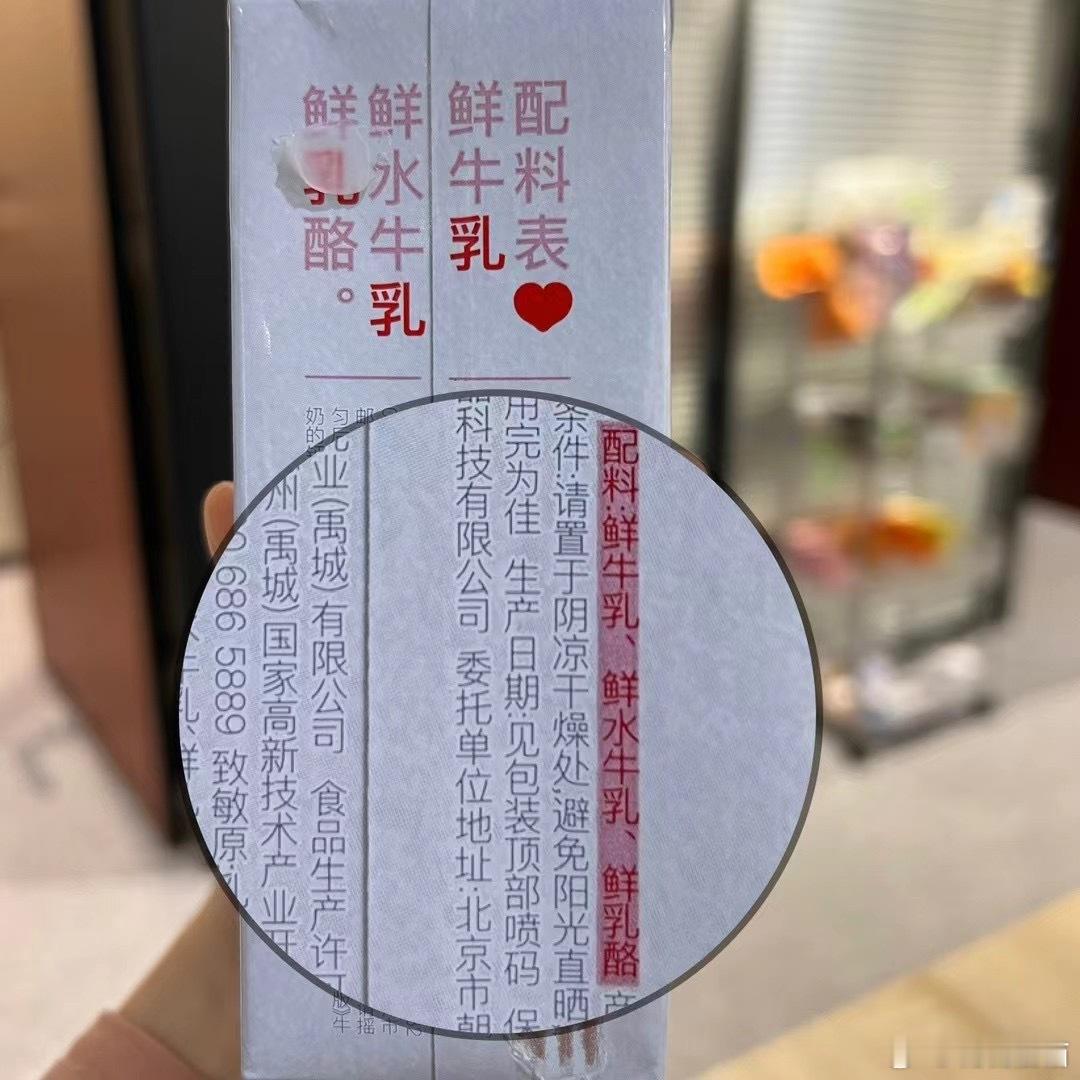 配料表
鲜牛乳
鲜水牛乳
鲜乳酪。
配料:鲜牛乳、鲜水牛乳、鲜乳酪
条件:请置于阴凉干燥处,避免阳光直晒
用完为佳 生产日期:见包装顶部喷码 保
科技有限公司 委托单位地址:北京市朝
业(禹城)有限公司 食品生产许可
州(禹城)国家高新技术产业开
686 5889 致敏原:乳